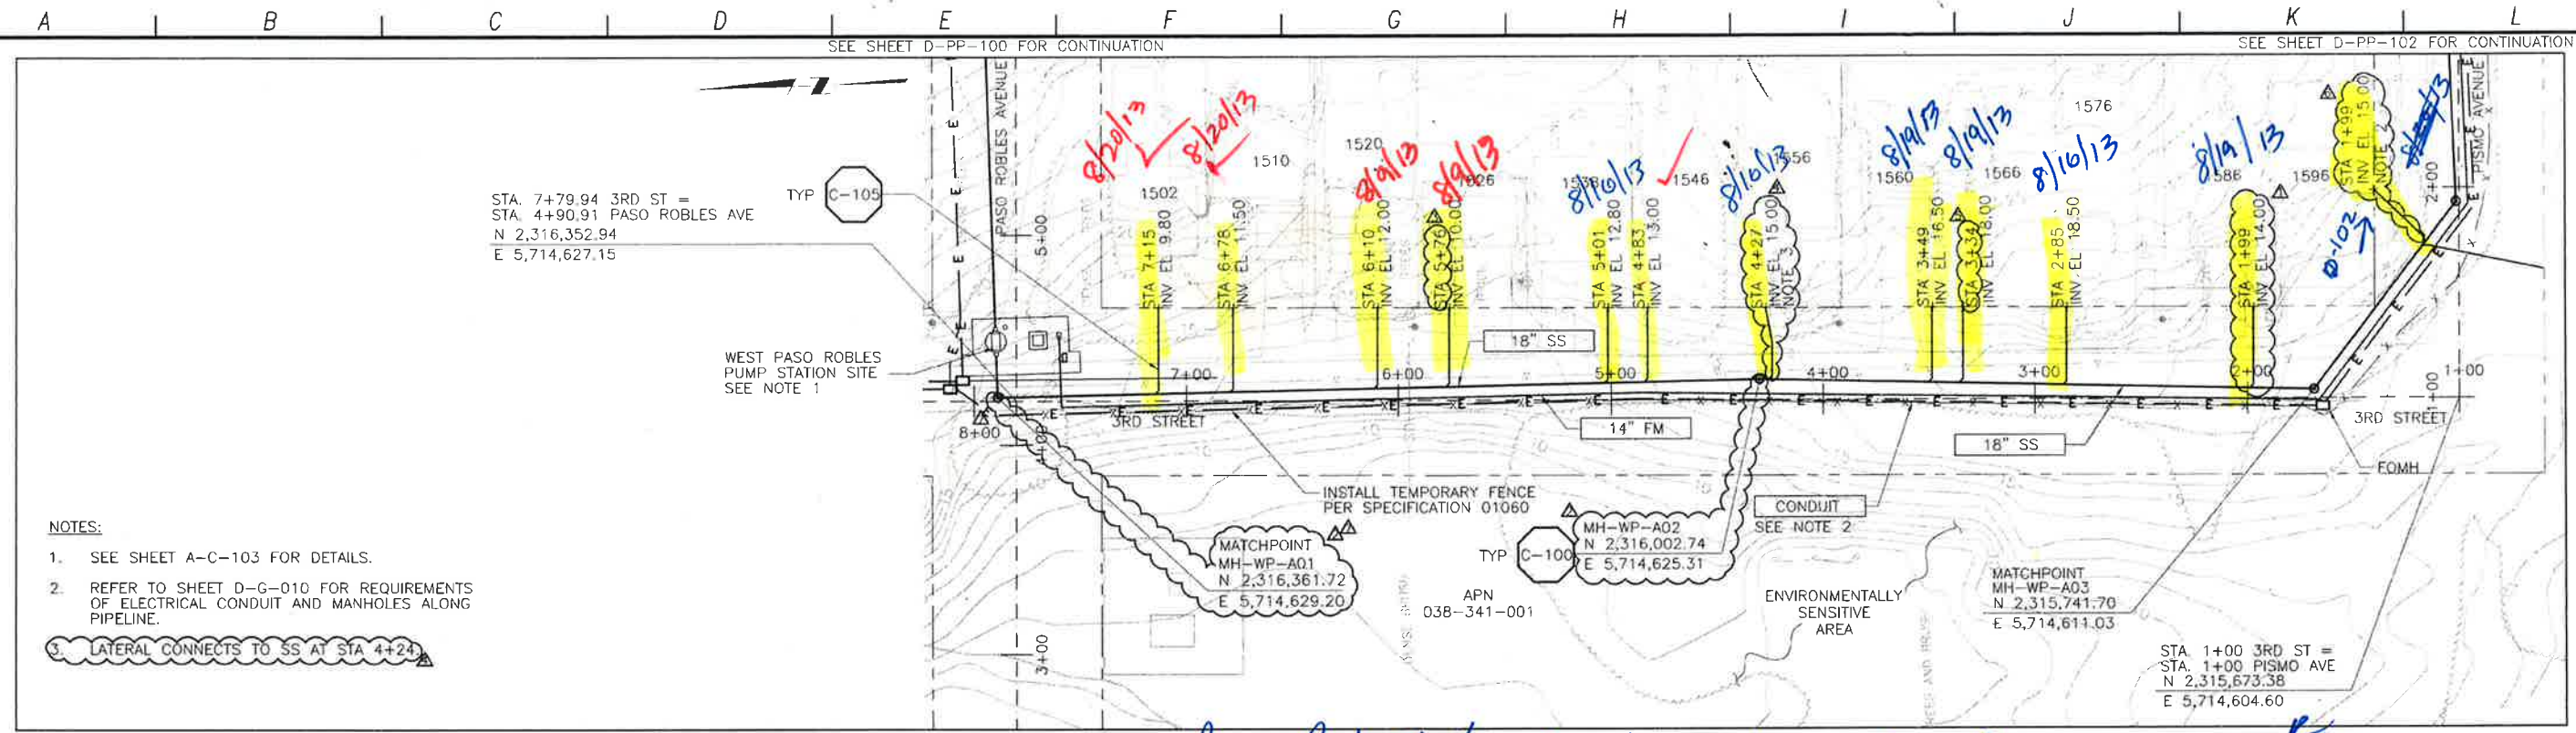 A B C D E F G H I J K L
SEE SHEET D-PP-100 FOR CONTINUATION
SEE SHEET D-PP-102 FOR CONTINUATION
PASO ROBLES AVENUE
5+00
STA. 7+79.94 3RD ST =
STA. 4+90.91 PASO ROBLES AVE
N 2,316,352.94
E 5,714,627.15
TYP C-105
WEST PASO ROBLES
PUMP STATION SITE
SEE NOTE 1
8/20/13
8/20/13
8/9/13
8/9/13
8/16/13
8/16/13
8/19/13
8/19/13
8/16/13
8/19/13
1502
1510
1520
1546
1556
1560
1566
1576
1596
STA 7+15
INV EL 9.80
STA 6+78
INV EL 11.50
STA 6+10
INV EL 12.00
STA 5+76
INV EL 10.00
STA 5+01
INV EL 12.80
STA 4+83
INV EL 13.00
STA 4+27
INV EL 15.00
NOTE 3
STA 3+49
INV EL 16.50
STA 3+34
INV EL 18.00
STA 2+85
INV EL 18.50
STA 1+99
INV EL 14.00
STA 1+99
INV EL 15.00
NOTE 2
D-102
PISMO AVENUE
2+00
18" SS
8+00
7+00
6+00
5+00
4+00
3+00
2+00
1+00
1+00
4+00
3RD STREET
14" FM
18" SS
3RD STREET
FOMH
INSTALL TEMPORARY FENCE
PER SPECIFICATION 01060
CONDUIT
SEE NOTE 2
MATCHPOINT
MH-WP-A01
N 2,316,361.72
E 5,714,629.20
TYP C-100
MH-WP-A02
N 2,316,002.74
E 5,714,625.31
APN
038-341-001
ENVIRONMENTALLY
SENSITIVE
AREA
MATCHPOINT
MH-WP-A03
N 2,315,741.70
E 5,714,611.03
STA. 1+00 3RD ST =
STA. 1+00 PISMO AVE
N 2,315,673.38
E 5,714,604.60
3+00
NOTES:
1. SEE SHEET A-C-103 FOR DETAILS.
2. REFER TO SHEET D-G-010 FOR REQUIREMENTS
OF ELECTRICAL CONDUIT AND MANHOLES ALONG
PIPELINE.
3. LATERAL CONNECTS TO SS AT STA 4+24.